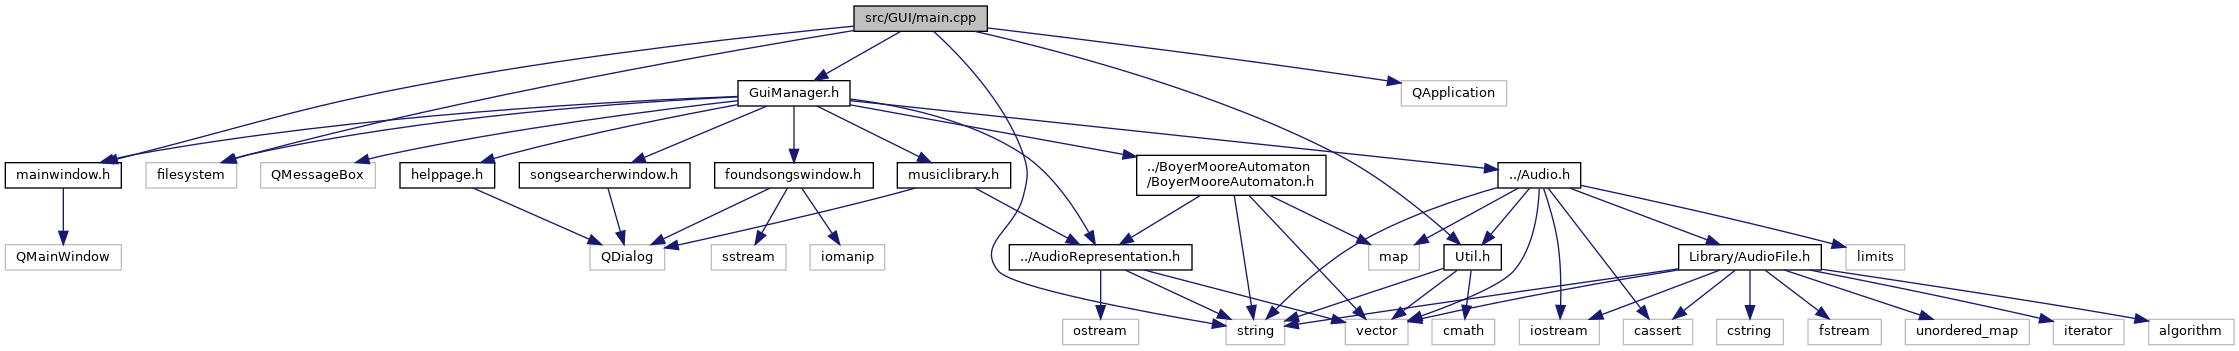 src/GUI/main.cpp
GuiManager.h
QApplication
mainwindow.h
filesystem
QMessageBox
helppage.h
songsearcherwindow.h
foundsongswindow.h
musiclibrary.h
../BoyerMooreAutomaton
/BoyerMooreAutomaton.h
../Audio.h
QMainWindow
QDialog
sstream
iomanip
../AudioRepresentation.h
map
Util.h
Library/AudioFile.h
limits
ostream
string
vector
cmath
iostream
cassert
cstring
fstream
unordered_map
iterator
algorithm